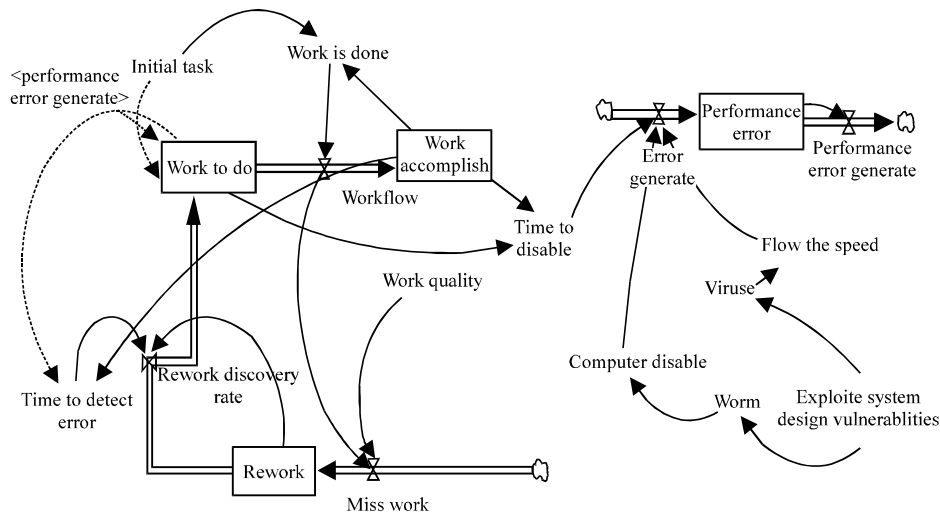 Work is done
Initial task
<performance
error generate>
Work to do
Work
accomplish
Workflow
Performance
error
Error
generate
Performance
error generate
Time to
disable
Flow the speed
Work quality
Viruse
Computer disable
Rework discovery
rate
Time to detect
error
Worm
Exploite system
design vulnerablities
Rework
Miss work